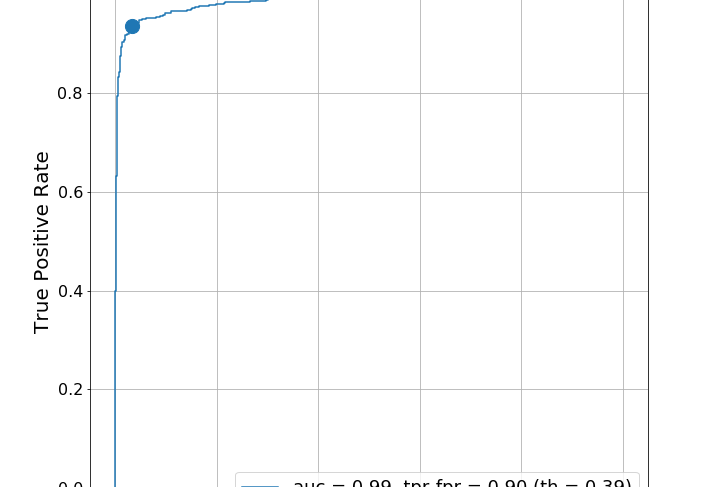 0.8
0.6
True Positive Rate
0.4
0.2
0.0
auc = 0.99, tpr-fpr = 0.90 (th = 0.39)